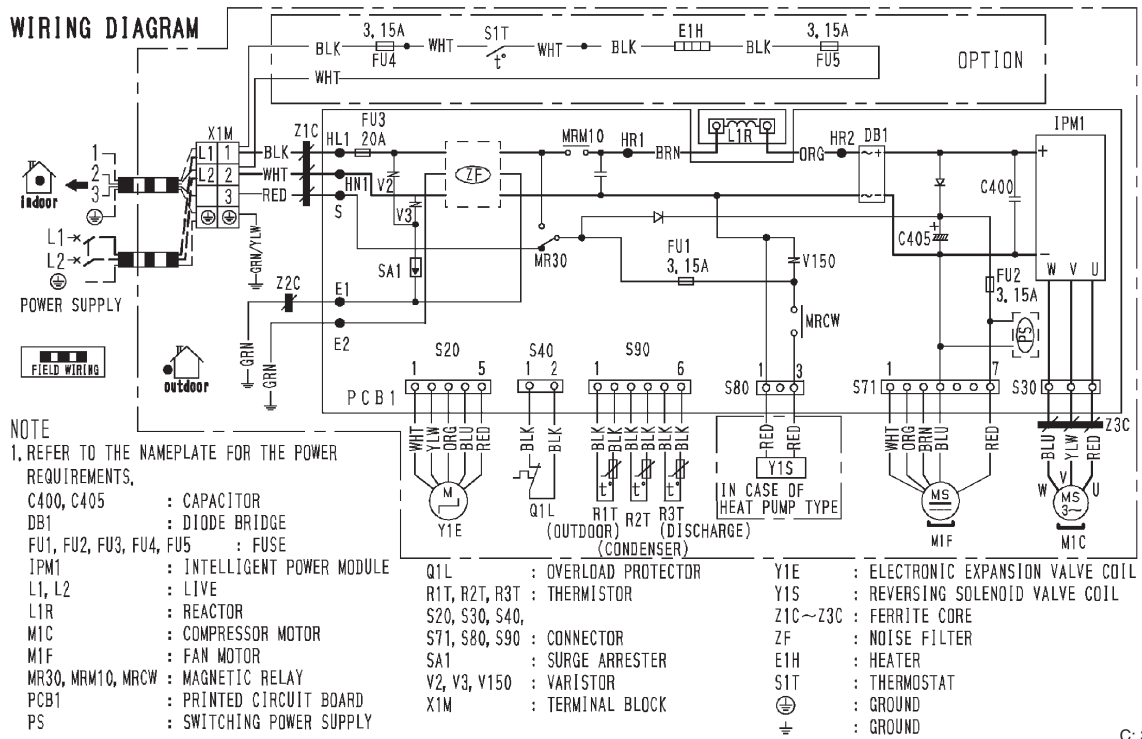 WIRING DIAGRAM
3.15A
FU4
BLK
WHT
S1T
t°
WHT
BLK
E1H
BLK
3.15A
FU5
WHT
OPTION
X1M
Z1C
HL1
FU3
20A
MRM10
HR1
L1R
HR2
DB1
IPM1
1
2
3
L1
1
L2
2
3
BLK
WHT
RED
HN1
S
V2
V3
ZF
BRN
ORG
~+
~-
+
-
C400
C405
+
indoor
L1
L2
POWER SUPPLY
GRN/YLW
SA1
MR30
FU1
3.15A
V150
MRCW
FU2
3.15A
PS
W V U
Z2C
E1
E2
GRN
GRN
FIELD WIRING
outdoor
PCB1
S20
1 5
S40
1 2
S90
1 6
S80
1 3
S71
1 7
S30
Z3C
WHT
YLW
ORG
BLU
RED
M
Y1E
BLK
BLK
Q1L
BLK
BLK
BLK
BLK
BLK
BLK
t° t° t°
R1T R2T R3T
(OUTDOOR) (DISCHARGE)
(CONDENSER)
RED
RED
Y1S
IN CASE OF
HEAT PUMP TYPE
WHT
ORG
BRN
BLU
RED
MS
M1F
BLU
YLW
RED
W V U
MS
3~
M1C
NOTE
1. REFER TO THE NAMEPLATE FOR THE POWER
REQUIREMENTS.
C400, C405 : CAPACITOR
DB1 : DIODE BRIDGE
FU1, FU2, FU3, FU4, FU5 : FUSE
IPM1 : INTELLIGENT POWER MODULE
L1, L2 : LIVE
L1R : REACTOR
M1C : COMPRESSOR MOTOR
M1F : FAN MOTOR
MR30, MRM10, MRCW : MAGNETIC RELAY
PCB1 : PRINTED CIRCUIT BOARD
PS : SWITCHING POWER SUPPLY
Q1L : OVERLOAD PROTECTOR
R1T, R2T, R3T : THERMISTOR
S20, S30, S40,
S71, S80, S90 : CONNECTOR
SA1 : SURGE ARRESTER
V2, V3, V150 : VARISTOR
X1M : TERMINAL BLOCK
Y1E : ELECTRONIC EXPANSION VALVE COIL
Y1S : REVERSING SOLENOID VALVE COIL
Z1C~Z3C : FERRITE CORE
ZF : NOISE FILTER
E1H : HEATER
S1T : THERMOSTAT
: GROUND
: GROUND
C: